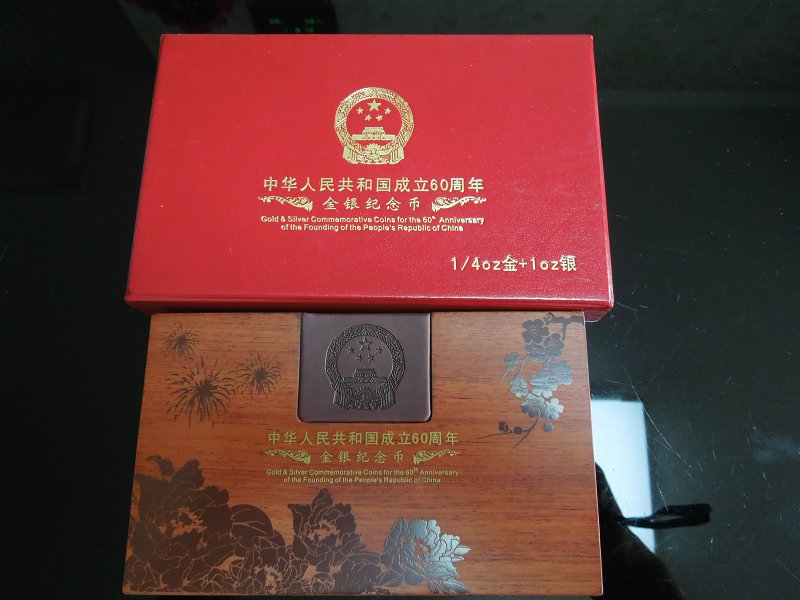 中华人民共和国成立60周年
金银纪念币
Gold & Silver Commemorative Coins for the 60th Anniversary
of the Founding of the People's Republic of China
1/4oz金+1oz银
中华人民共和国成立60周年
金银纪念币
Gold & Silver Commemorative Coins for the 60th Anniversary
of the Founding of the People's Republic of China